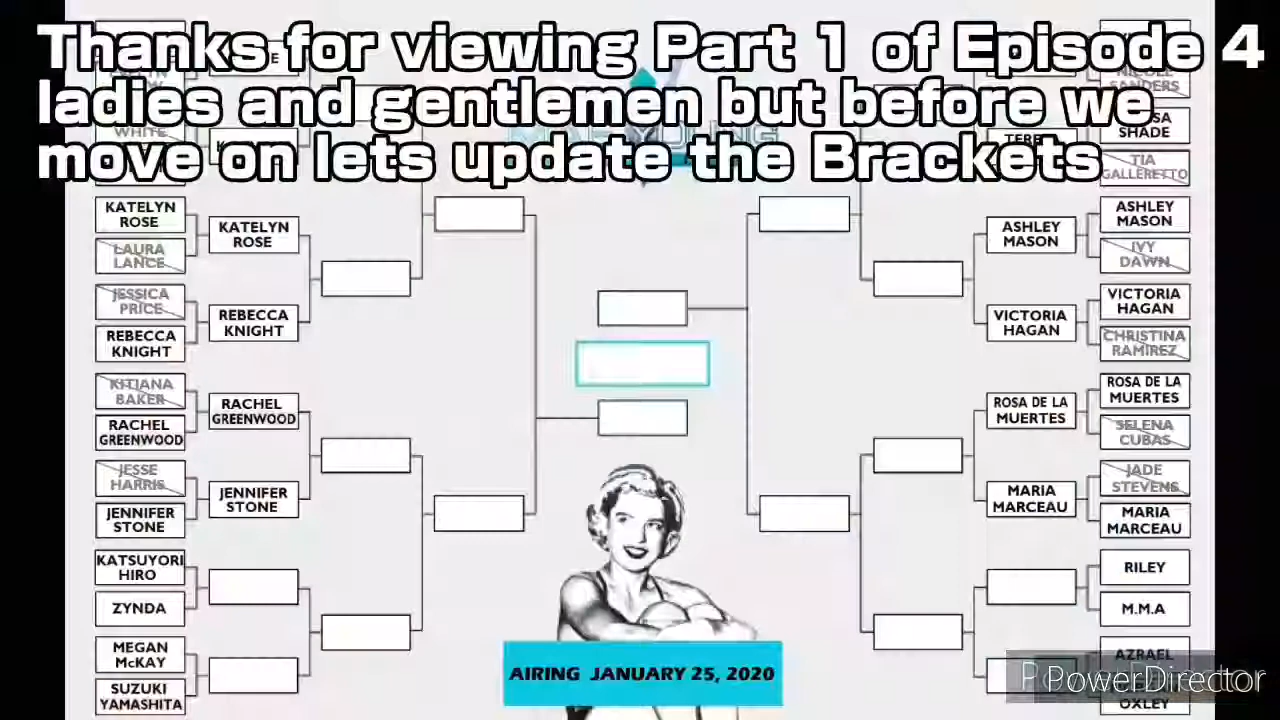 Thanks for viewing Part 1 of Episode 4
ladies and gentlemen but before we
move on lets update the Brackets
WHITE
KATELYN
ROSE
LAURA
LANCE
JESSICA
PRICE
REBECCA
KNIGHT
KITIANA
BAKER
RACHEL
GREENWOOD
JESSE
HARRIS
JENNIFER
STONE
KATSUYORI
HIRO
ZYNDA
MEGAN
McKAY
SUZUKI
YAMASHITA
KATELYN
ROSE
REBECCA
KNIGHT
RACHEL
GREENWOOD
JENNIFER
STONE
AIRING JANUARY 25, 2020
ASHLEY
MASON
VICTORIA
HAGAN
ROSA DE LA
MUERTES
MARIA
MARCEAU
SANDERS
SHADE
TIA
GALLERETTO
ASHLEY
MASON
IVY
DAWN
VICTORIA
HAGAN
CHRISTINA
RAMIREZ
ROSA DE LA
MUERTES
SELENA
CUBAS
JADE
STEVENS
MARIA
MARCEAU
RILEY
M.M.A
AZRAEL
OXLEY
PowerDirector